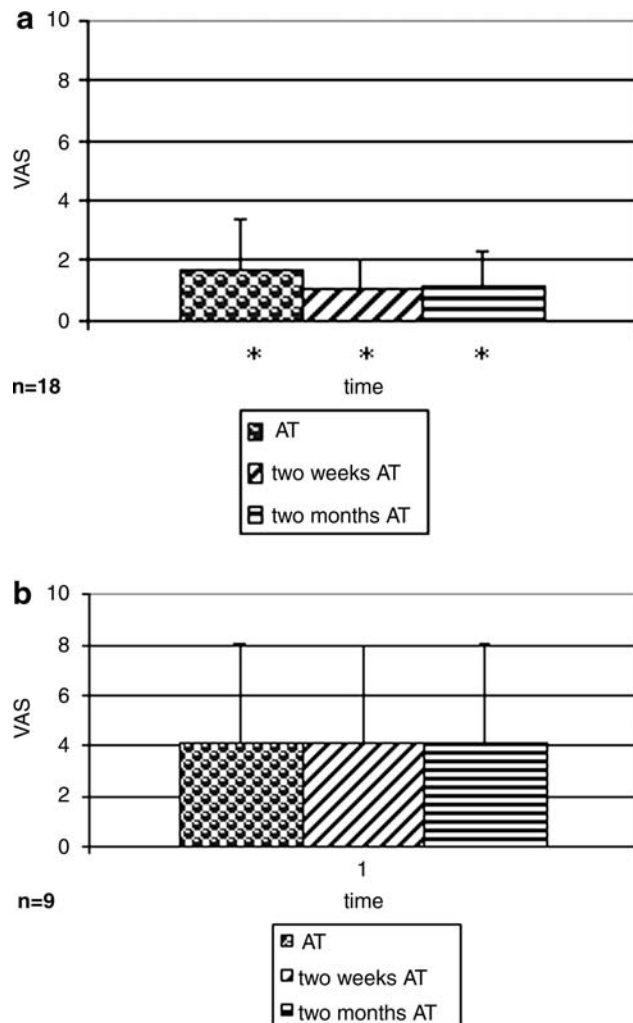 a
10
8
6
4
2
0
VAS
* * *
n=18
time
AT
two weeks AT
two months AT
b
10
8
6
4
2
0
VAS
1
n=9
time
AT
two weeks AT
two months AT